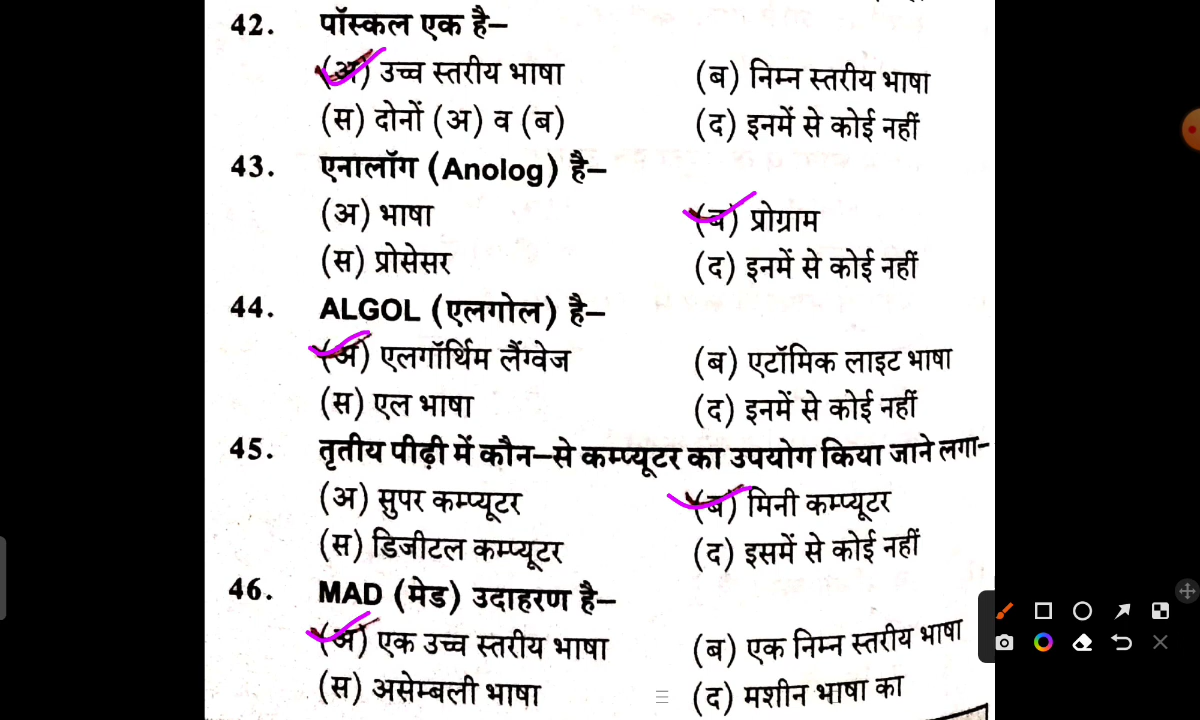 42. पॉस्कल एक है–
(अ) उच्च स्तरीय भाषा (ब) निम्न स्तरीय भाषा
(स) दोनों (अ) व (ब) (द) इनमें से कोई नहीं
43. एनालॉग (Anolog) है–
(अ) भाषा (ब) प्रोग्राम
(स) प्रोसेसर (द) इनमें से कोई नहीं
44. ALGOL (एलगोल) है–
(अ) एलगॉर्थिम लैंग्वेज (ब) एटॉमिक लाइट भाषा
(स) एल भाषा (द) इनमें से कोई नहीं
45. तृतीय पीढ़ी में कौन–से कम्प्यूटर का उपयोग किया जाने लगा–
(अ) सुपर कम्प्यूटर (ब) मिनी कम्प्यूटर
(स) डिजीटल कम्प्यूटर (द) इसमें से कोई नहीं
46. MAD (मेड) उदाहरण है–
(अ) एक उच्च स्तरीय भाषा (ब) एक निम्न स्तरीय भाषा
(स) असेम्बली भाषा (द) मशीन भाषा का